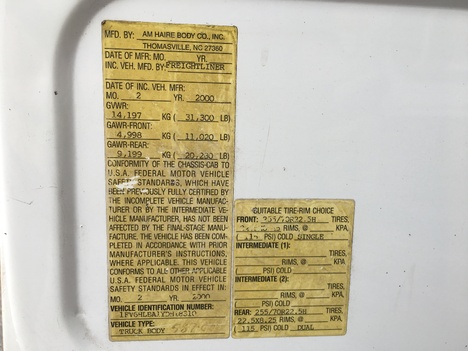 MFD. BY: AM HAIRE BODY CO., INC.
THOMASVILLE, NC 27360
DATE OF MFR: MO. YR.
INC. VEH. MFD. BY: FREIGHTLINER
DATE OF INC. VEH. MFR:
MO. 2 YR. 2000
GVWR:
14,197 KG ( 31,300 LB)
GAWR-FRONT:
4,998 KG ( 11,020 LB)
GAWR-REAR:
9,199 KG ( 20,280 LB)
CONFORMITY OF THE CHASSIS-CAB TO
U.S.A. FEDERAL MOTOR VEHICLE
SAFETY STANDARDS, WHICH HAVE
BEEN PREVIOUSLY FULLY CERTIFIED BY
THE INCOMPLETE VEHICLE MANUFAC-
TURER OR BY THE INTERMEDIATE VE-
HICLE MANUFACTURER, HAS NOT BEEN
AFFECTED BY THE FINAL-STAGE MANU-
FACTURE. THE VEHICLE HAS BEEN COM-
PLETED IN ACCORDANCE WITH PRIOR
MANUFACTURER'S INSTRUCTIONS,
WHERE APPLICABLE. THIS VEHICLE
CONFORMS TO ALL OTHER APPLICABLE
U.S.A. FEDERAL MOTOR VEHICLE
SAFETY STANDARDS IN EFFECT IN:
MO. 2 YR. 2000
VEHICLE IDENTIFICATION NUMBER:
VEHICLE TYPE:
TRUCK BODY
SUITABLE TIRE-RIM CHOICE
FRONT: 255/70R22.5H TIRES,
RIMS, @ KPA,
( PSI) COLD SINGLE
INTERMEDIATE (1):
TIRES,
RIMS, @ KPA,
( PSI) COLD
INTERMEDIATE (2):
TIRES,
RIMS, @ KPA,
( PSI) COLD
REAR: 255/70R22.5H TIRES,
22.5X8.25 RIMS, @ KPA,
( 115 PSI) COLD DUAL